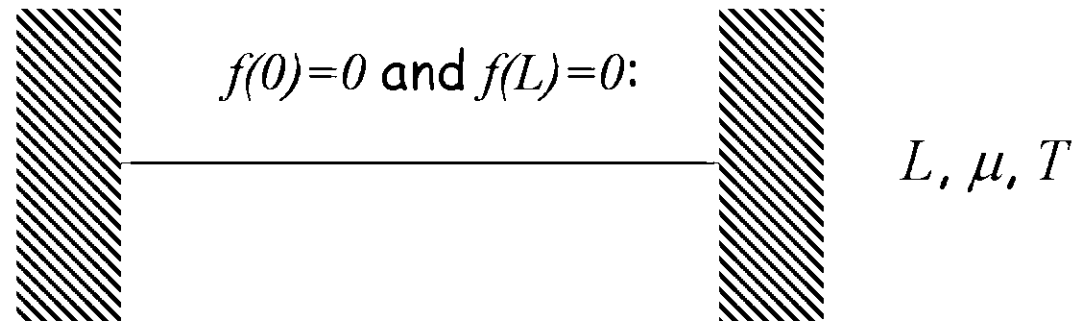 f(0)=0 and f(L)=0:
L, μ, T